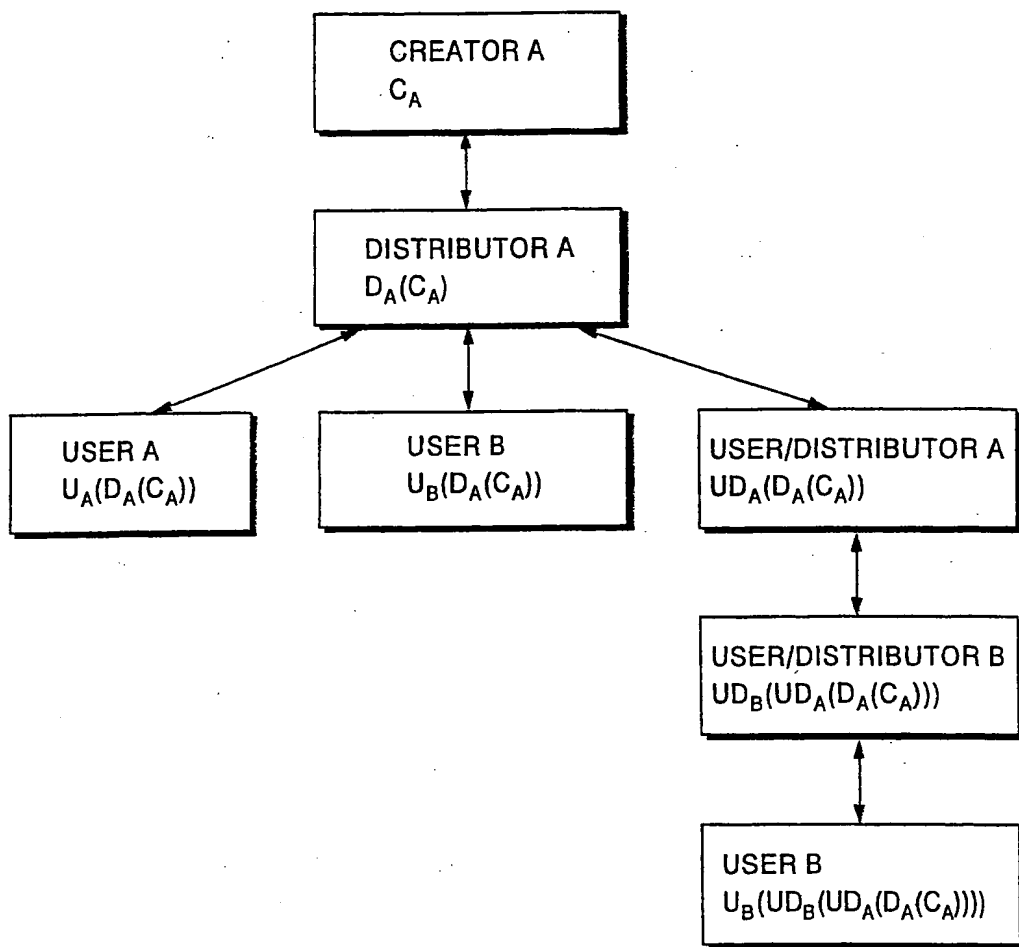 CREATOR A
C_A
DISTRIBUTOR A
D_A(C_A)
USER A
U_A(D_A(C_A))
USER B
U_B(D_A(C_A))
USER/DISTRIBUTOR A
UD_A(D_A(C_A))
USER/DISTRIBUTOR B
UD_B(UD_A(D_A(C_A)))
USER B
U_B(UD_B(UD_A(D_A(C_A))))